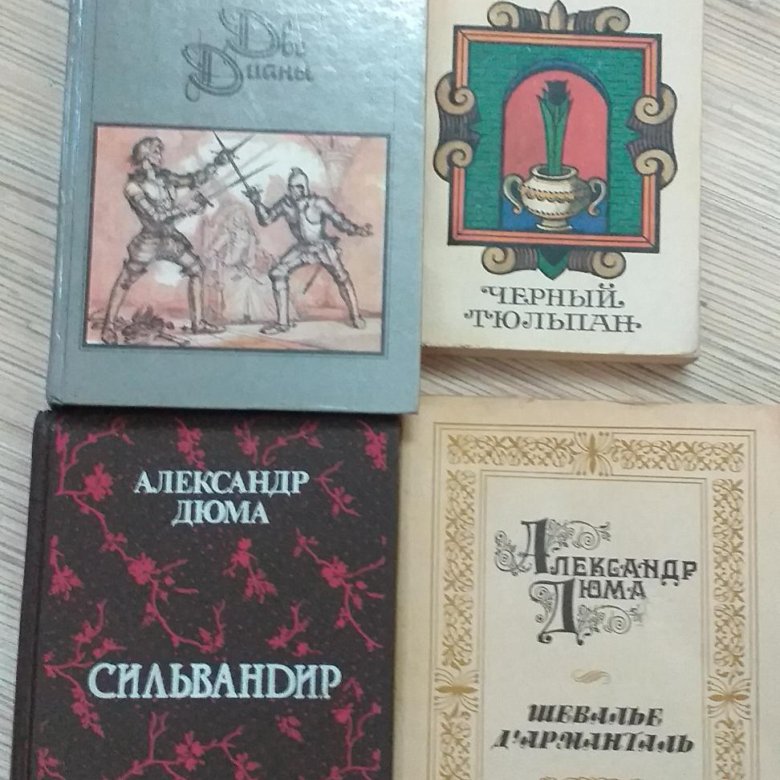 Две
Дианы
ЧЕРНЫЙ
ТЮЛЬПАН
АЛЕКСАНДР
ДЮМА
СИЛЬВАНДИР
АЛЕКСАНДР
ДЮМА
ШЕВАЛЬЕ
Д'АРМАНТАЛЬ